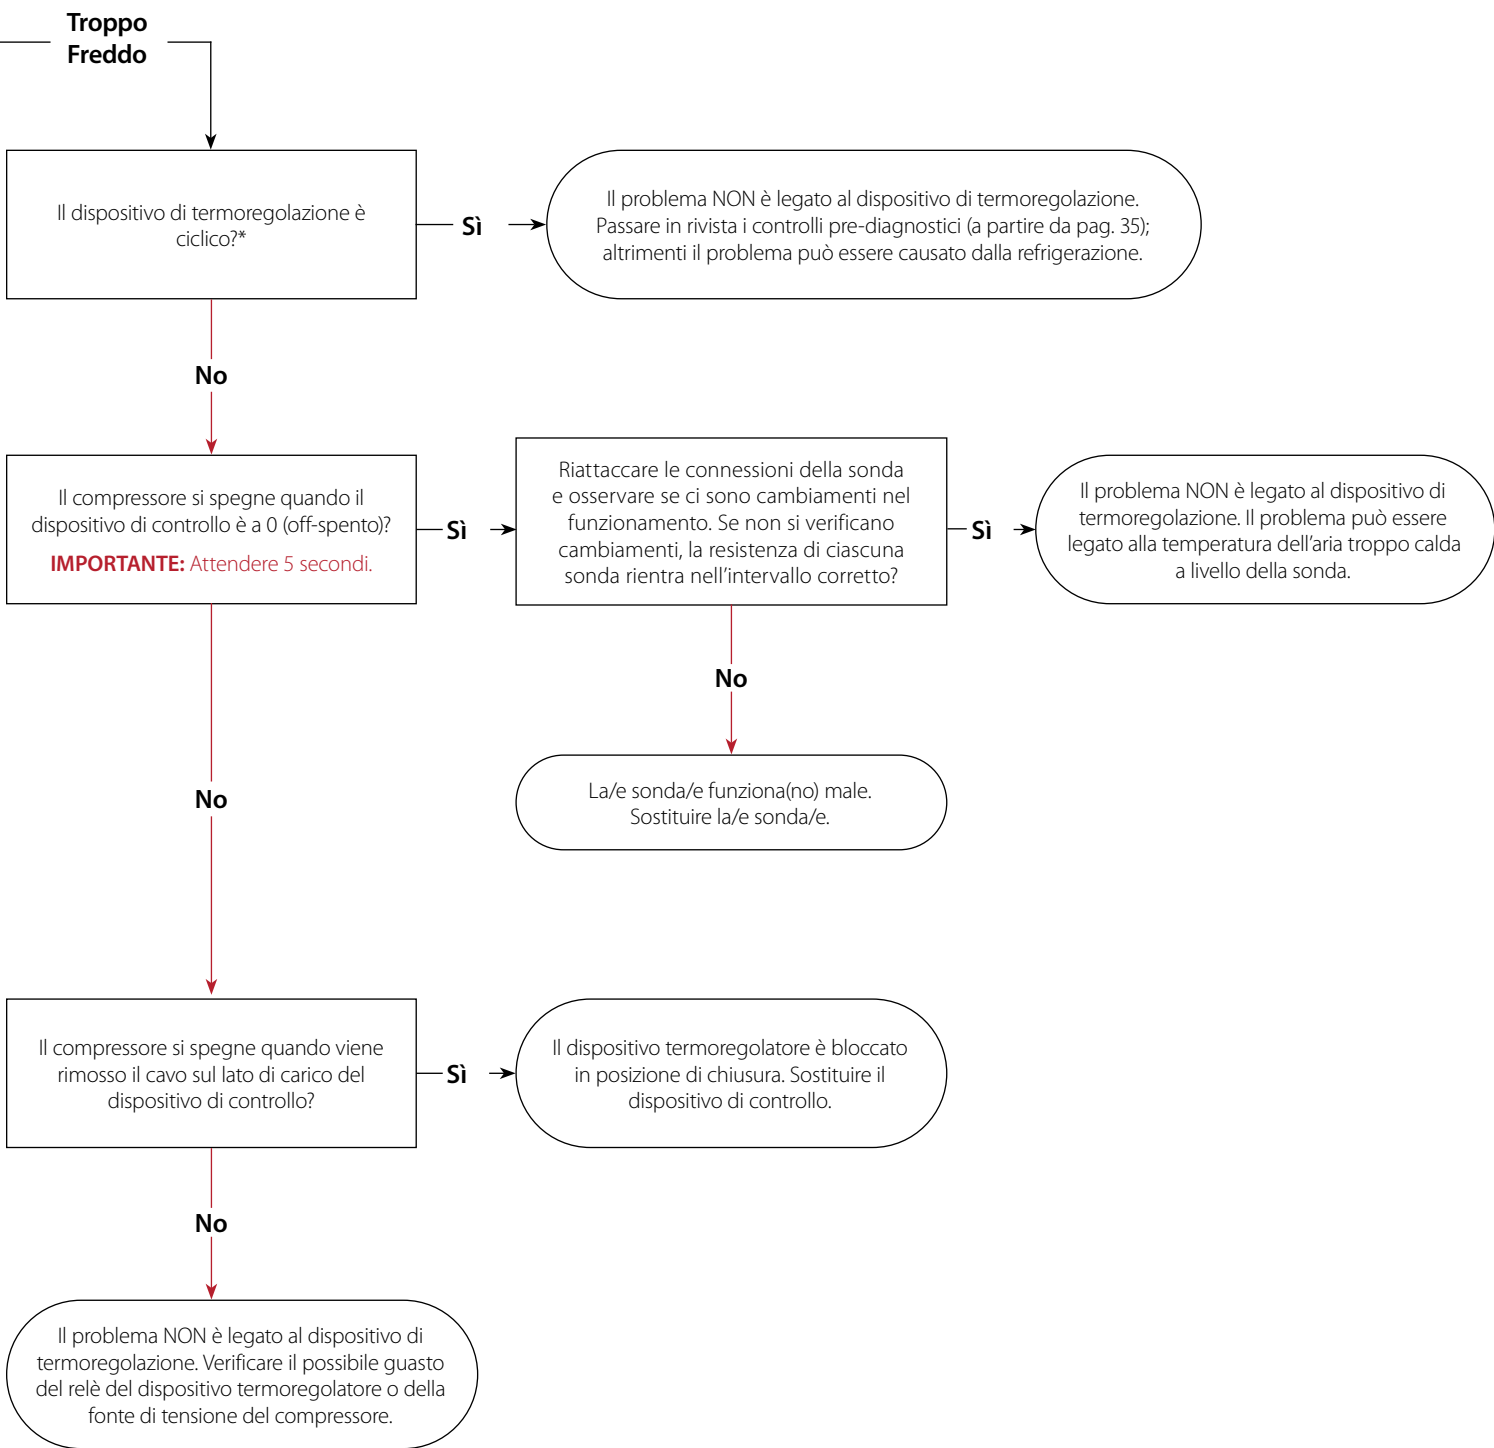 Troppo
Freddo
Il dispositivo di termoregolazione è
ciclico?*
Sì
Il problema NON è legato al dispositivo di termoregolazione.
Passare in rivista i controlli pre-diagnostici (a partire da pag. 35);
altrimenti il problema può essere causato dalla refrigerazione.
No
Il compressore si spegne quando il
dispositivo di controllo è a 0 (off-spento)?
IMPORTANTE: Attendere 5 secondi.
Sì
Riattaccare le connessioni della sonda
e osservare se ci sono cambiamenti nel
funzionamento. Se non si verificano
cambiamenti, la resistenza di ciascuna
sonda rientra nell'intervallo corretto?
Sì
Il problema NON è legato al dispositivo di
termoregolazione. Il problema può essere
legato alla temperatura dell'aria troppo calda
a livello della sonda.
No
La/e sonda/e funziona(no) male.
Sostituire la/e sonda/e.
No
Il compressore si spegne quando viene
rimosso il cavo sul lato di carico del
dispositivo di controllo?
Sì
Il dispositivo termoregolatore è bloccato
in posizione di chiusura. Sostituire il
dispositivo di controllo.
No
Il problema NON è legato al dispositivo di
termoregolazione. Verificare il possibile guasto
del relè del dispositivo termoregolatore o della
fonte di tensione del compressore.